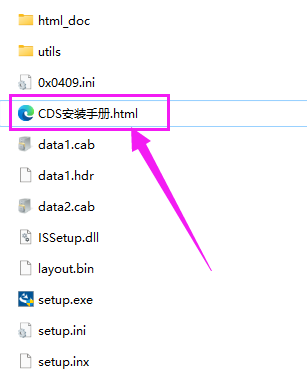 html_doc
utils
0x0409.ini
CDS安装手册.html
data1.cab
data1.hdr
data2.cab
ISSetup.dll
layout.bin
setup.exe
setup.ini
setup.inx